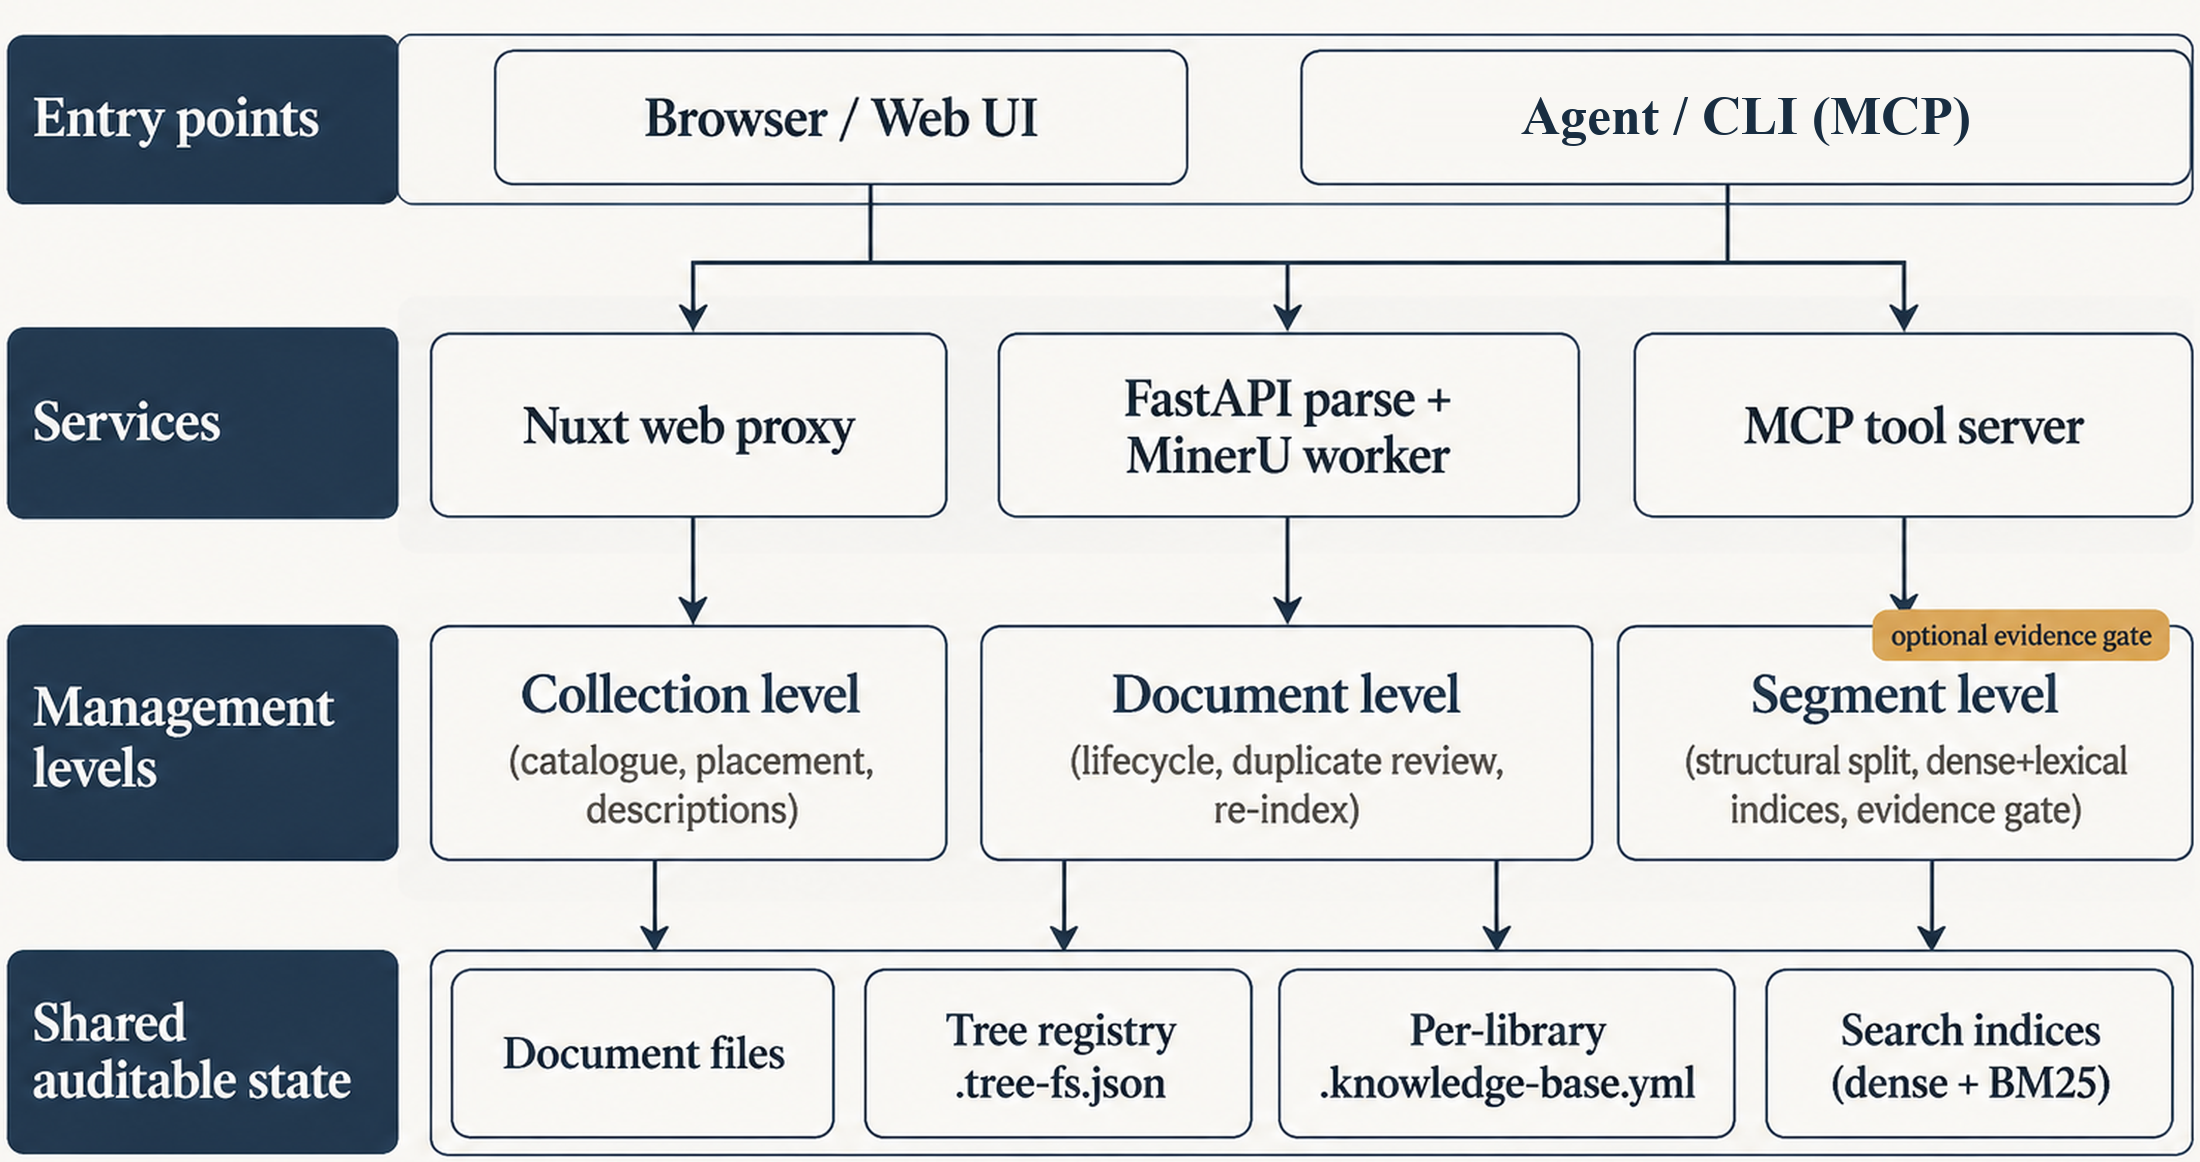 Entry points
Browser / Web UI
Agent / CLI (MCP)
Services
Nuxt web proxy
FastAPI parse +
MinerU worker
MCP tool server
optional evidence gate
Management
levels
Collection level
(catalogue, placement,
descriptions)
Document level
(lifecycle, duplicate review,
re-index)
Segment level
(structural split, dense+lexical
indices, evidence gate)
Shared
auditable state
Document files
Tree registry
.tree-fs.json
Per-library
.knowledge-base.yml
Search indices
(dense + BM25)